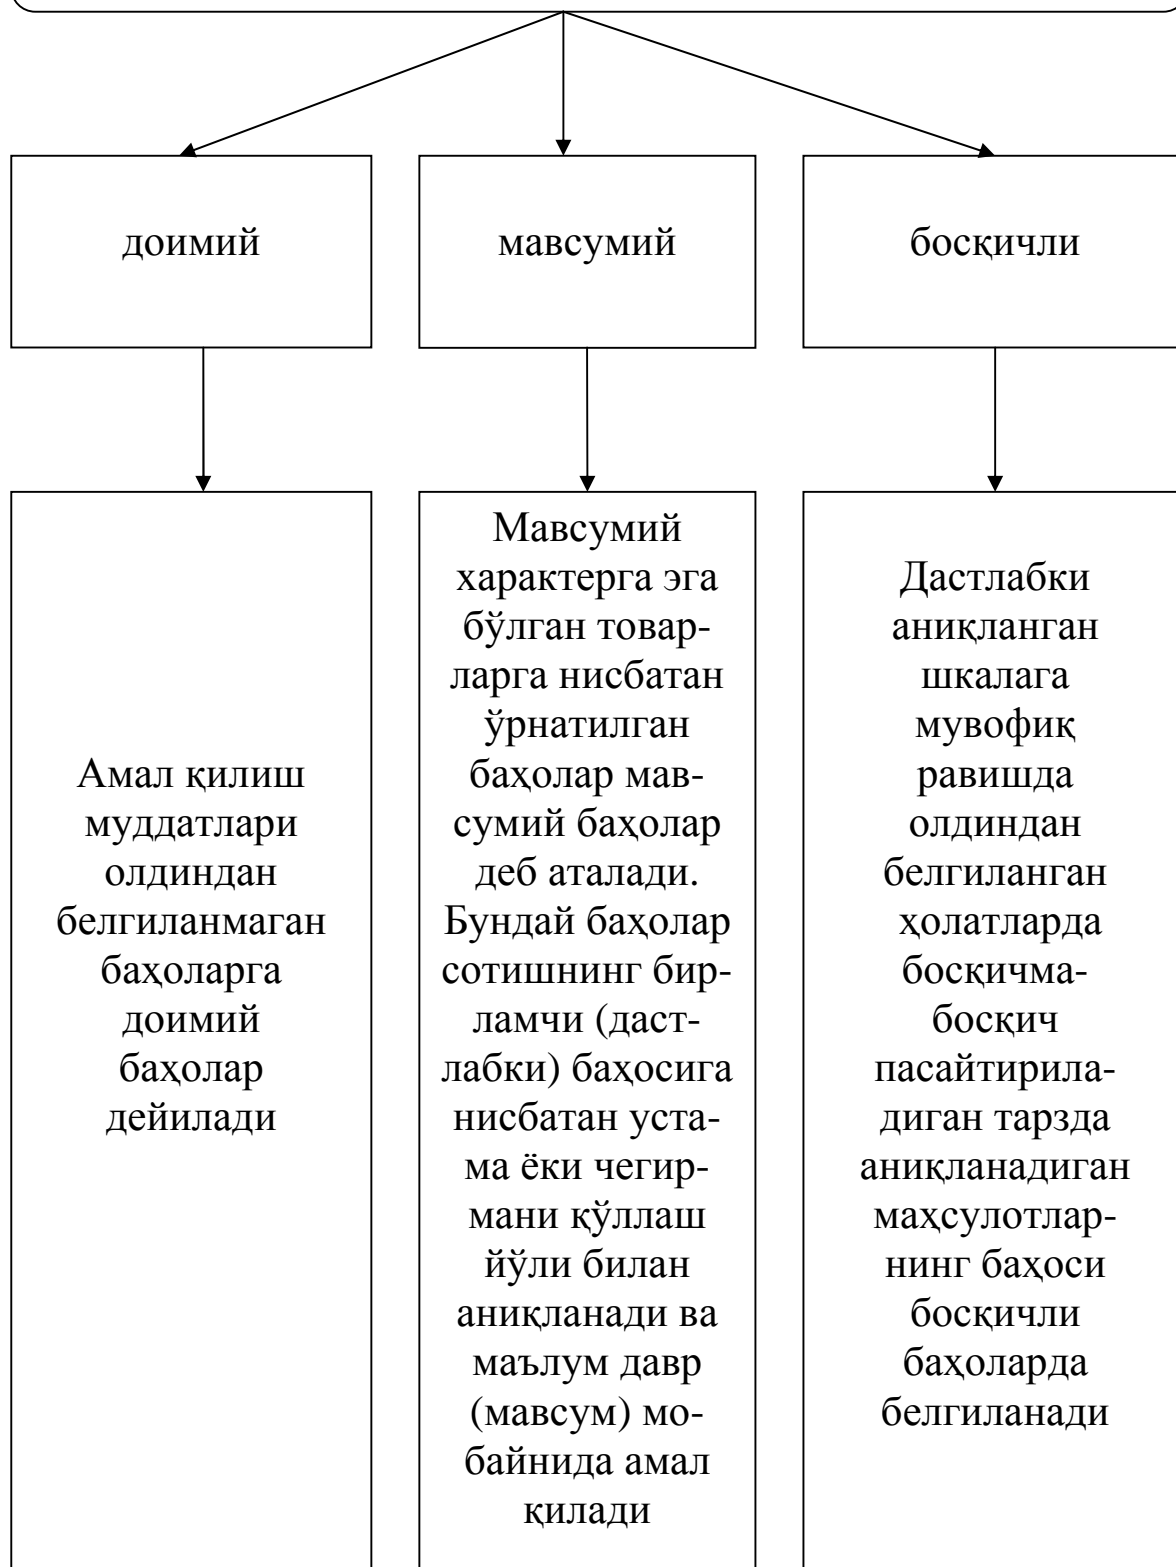 доимий
мавсумий
босқичли
Амал қилиш
муддатлари
олдиндан
белгиланмаган
баҳоларга
доимий
баҳолар
дейилади
Мавсумий
характерга эга
бўлган товар-
ларга нисбатан
ўрнатилган
баҳолар мав-
сумий баҳолар
деб аталади.
Бундай баҳолар
сотишнинг бир-
ламчи (даст-
лабки) баҳосига
нисбатан уста-
ма ёки чегир-
мани қўллаш
йўли билан
аниқланади ва
маълум давр
(мавсум) мо-
байнида амал
қилади
Дастлабки
аниқланган
шкалага
мувофиқ
равишда
олдиндан
белгиланган
ҳолатларда
босқичма-
босқич
пасайтирила-
диган тарзда
аниқланадиган
маҳсулотлар-
нинг баҳоси
босқичли
баҳоларда
белгиланади